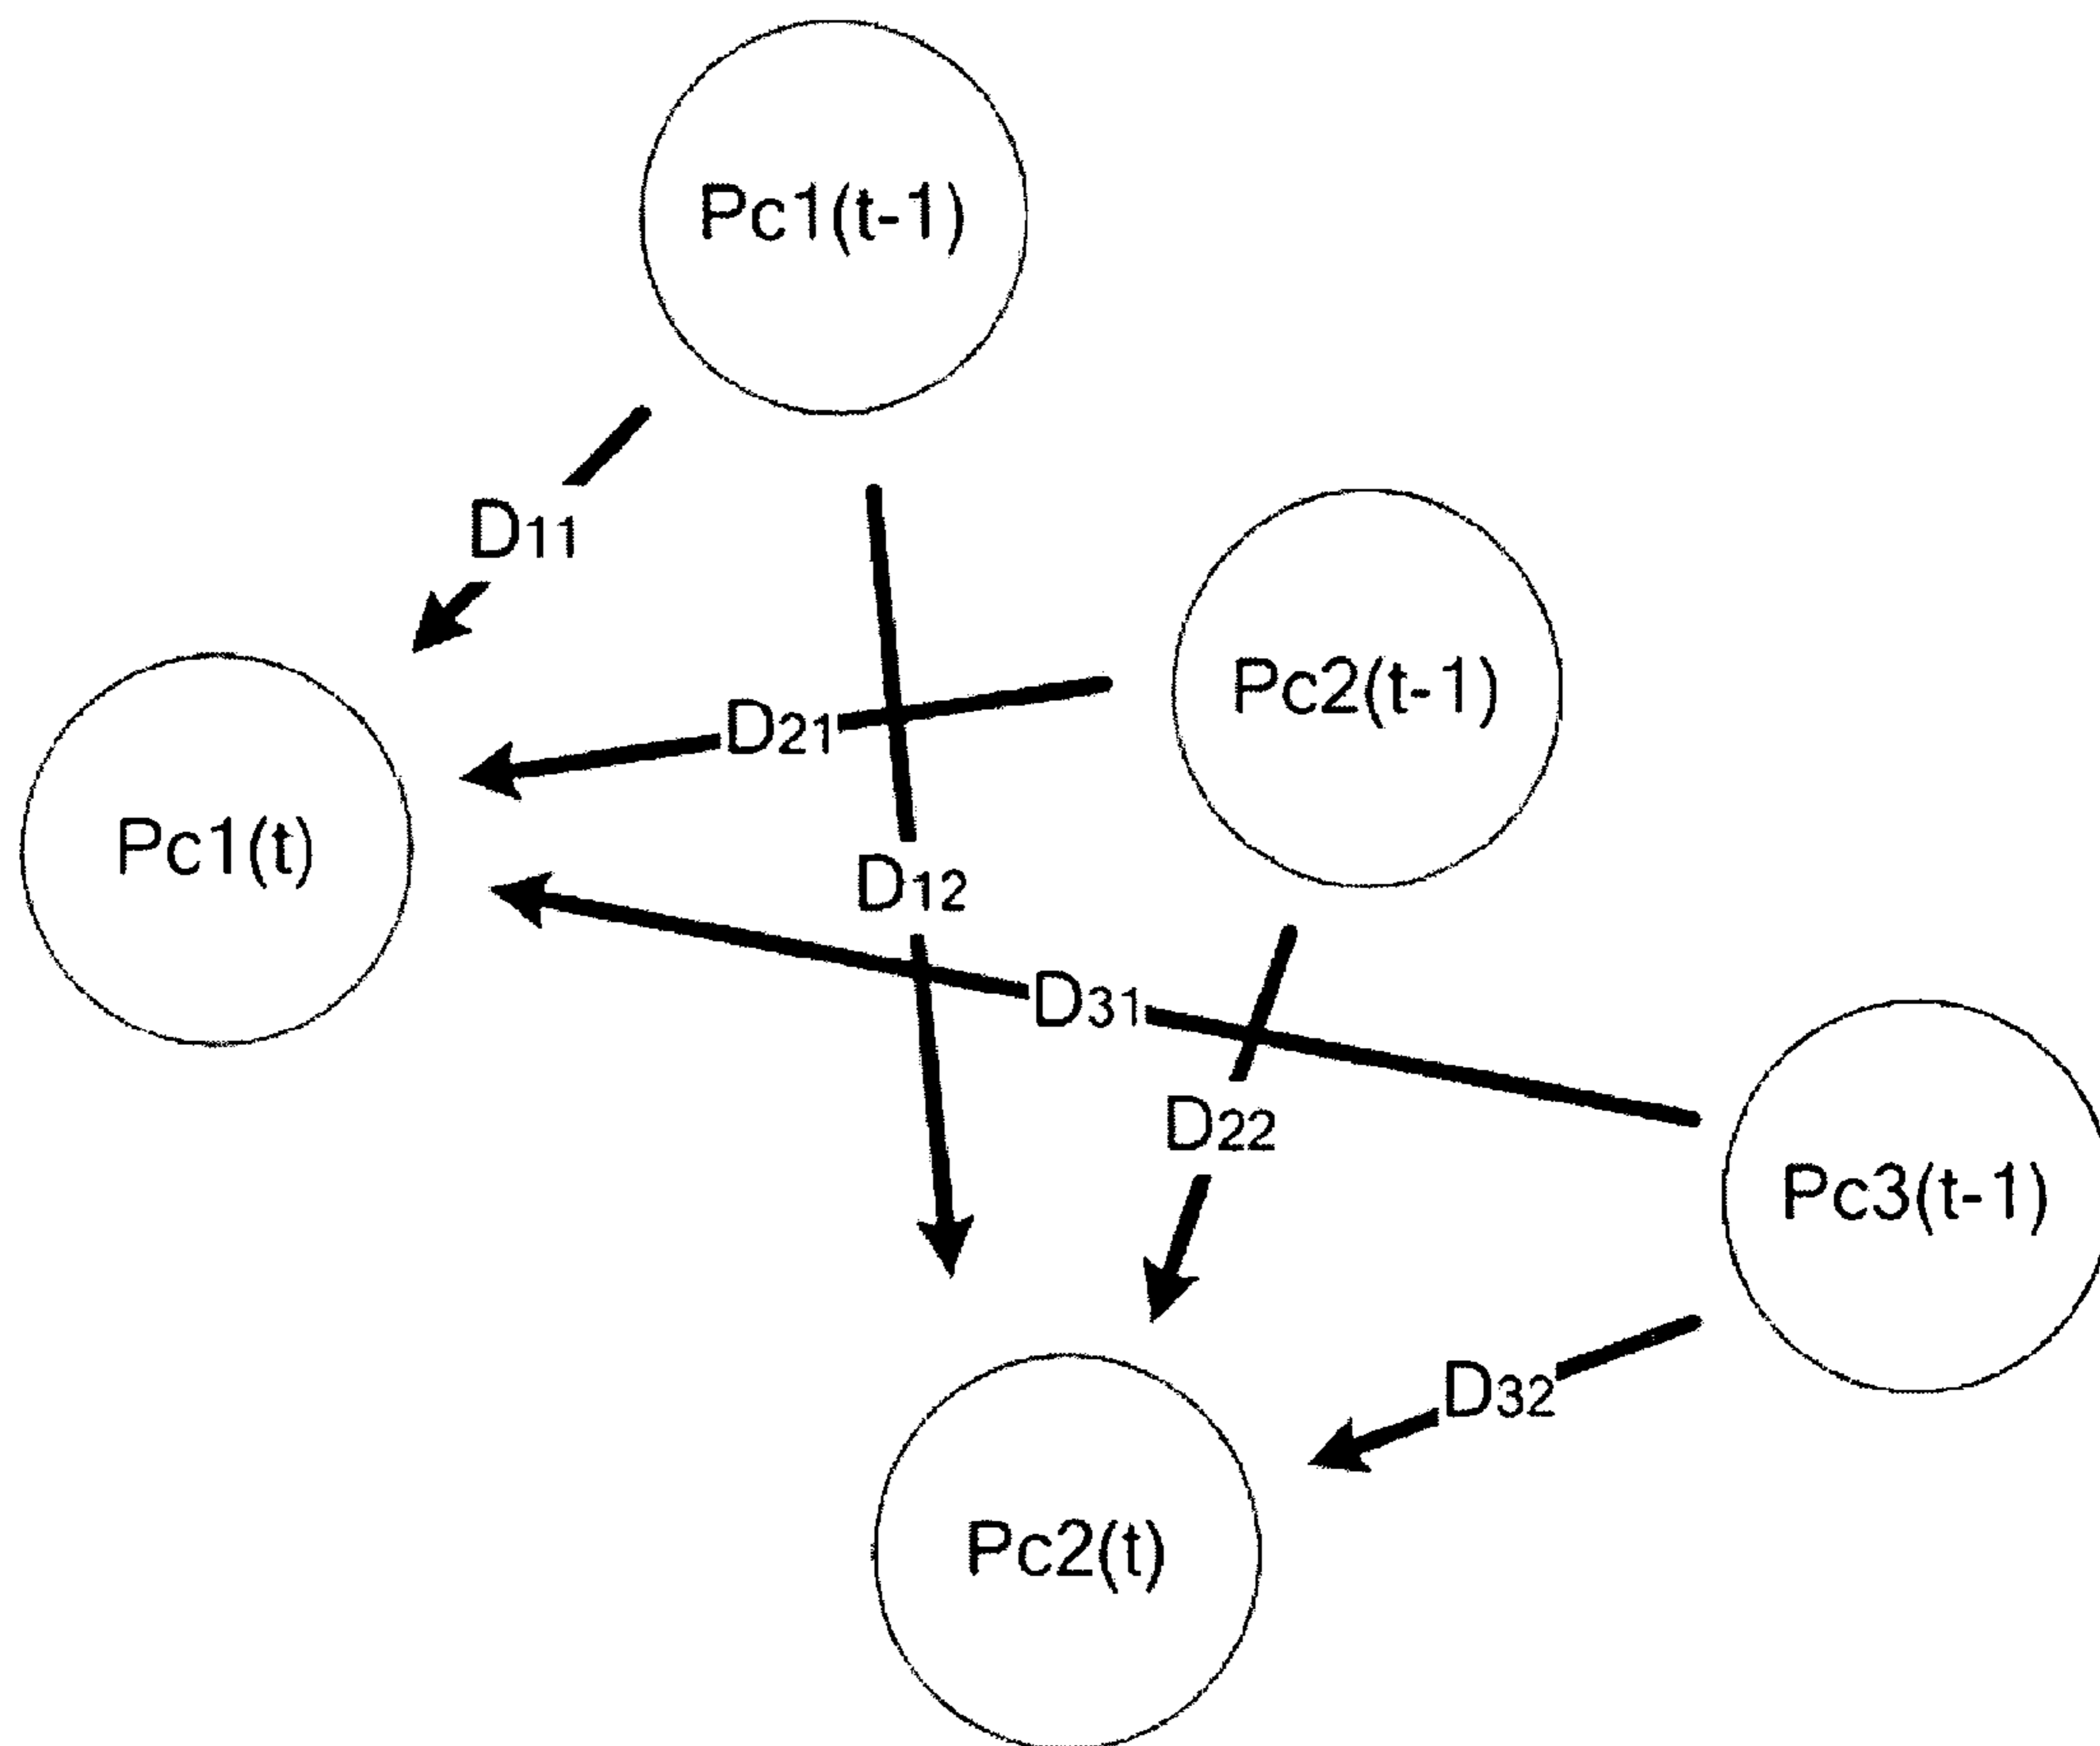 Pc1(t-1)
D11
Pc2(t-1)
D21
Pc1(t)
D12
D31
D22
Pc3(t-1)
D32
Pc2(t)